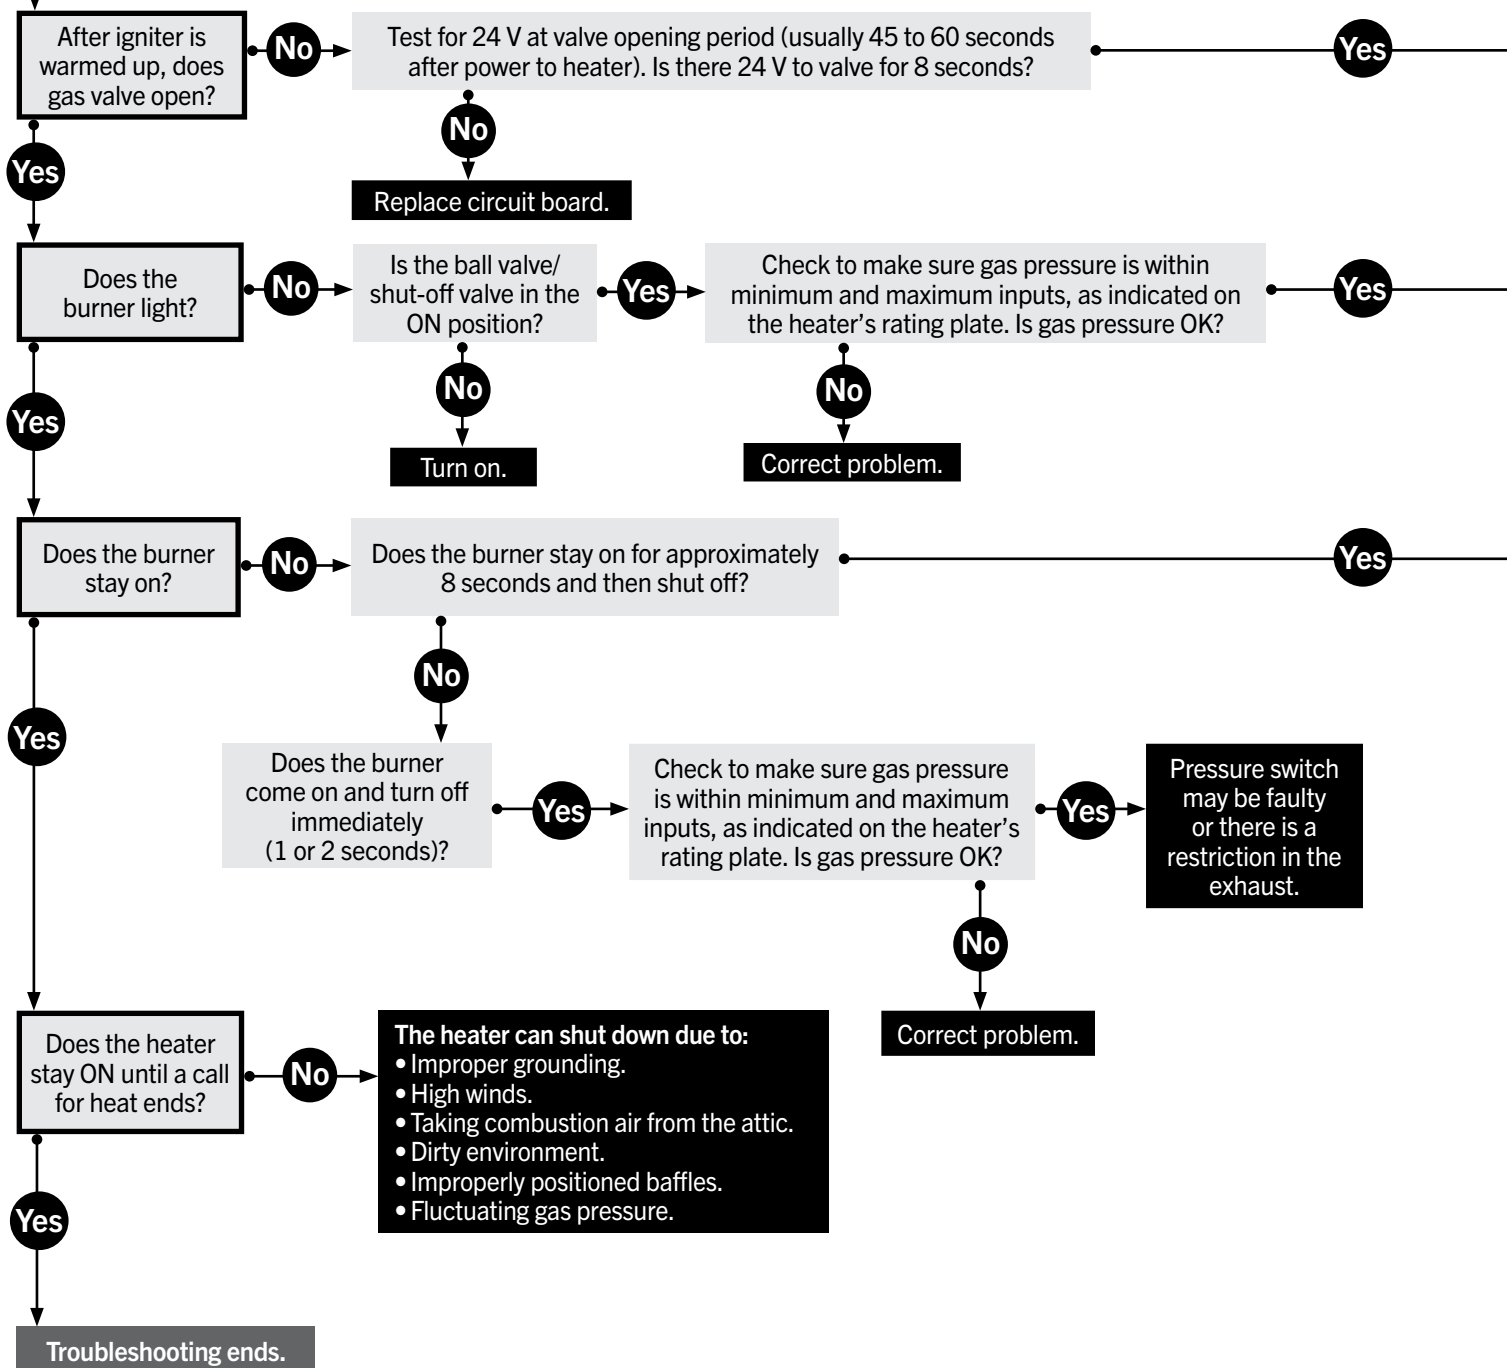 After igniter is
warmed up, does
gas valve open?
No
Test for 24 V at valve opening period (usually 45 to 60 seconds
after power to heater). Is there 24 V to valve for 8 seconds?
Yes
No
Replace circuit board.
Yes
Does the
burner light?
No
Is the ball valve/
shut-off valve in the
ON position?
Yes
Check to make sure gas pressure is within
minimum and maximum inputs, as indicated on
the heater’s rating plate. Is gas pressure OK?
Yes
No
Turn on.
No
Correct problem.
Yes
Does the burner
stay on?
No
Does the burner stay on for approximately
8 seconds and then shut off?
Yes
No
Does the burner
come on and turn off
immediately
(1 or 2 seconds)?
Yes
Check to make sure gas pressure
is within minimum and maximum
inputs, as indicated on the heater’s
rating plate. Is gas pressure OK?
Yes
Pressure switch
may be faulty
or there is a
restriction in the
exhaust.
No
Correct problem.
Yes
Does the heater
stay ON until a call
for heat ends?
No
The heater can shut down due to:
• Improper grounding.
• High winds.
• Taking combustion air from the attic.
• Dirty environment.
• Improperly positioned baffles.
• Fluctuating gas pressure.
Yes
Troubleshooting ends.